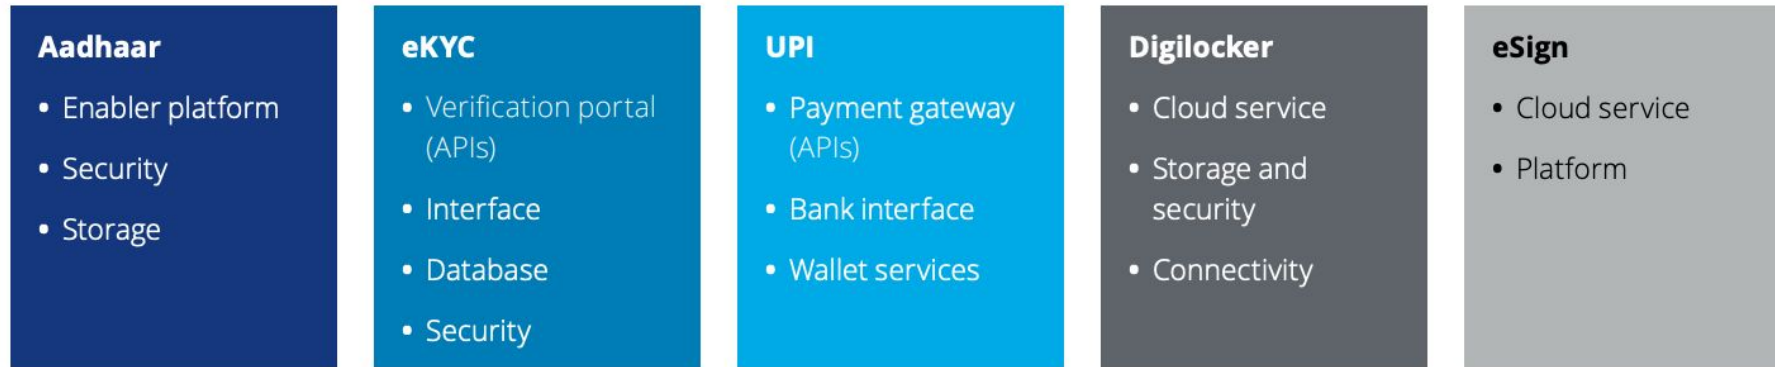 Aadhaar
• Enabler platform
• Security
• Storage
eKYC
• Verification portal
(APIs)
• Interface
• Database
• Security
UPI
• Payment gateway
(APIs)
• Bank interface
• Wallet services
Digilocker
• Cloud service
• Storage and
security
• Connectivity
eSign
• Cloud service
• Platform